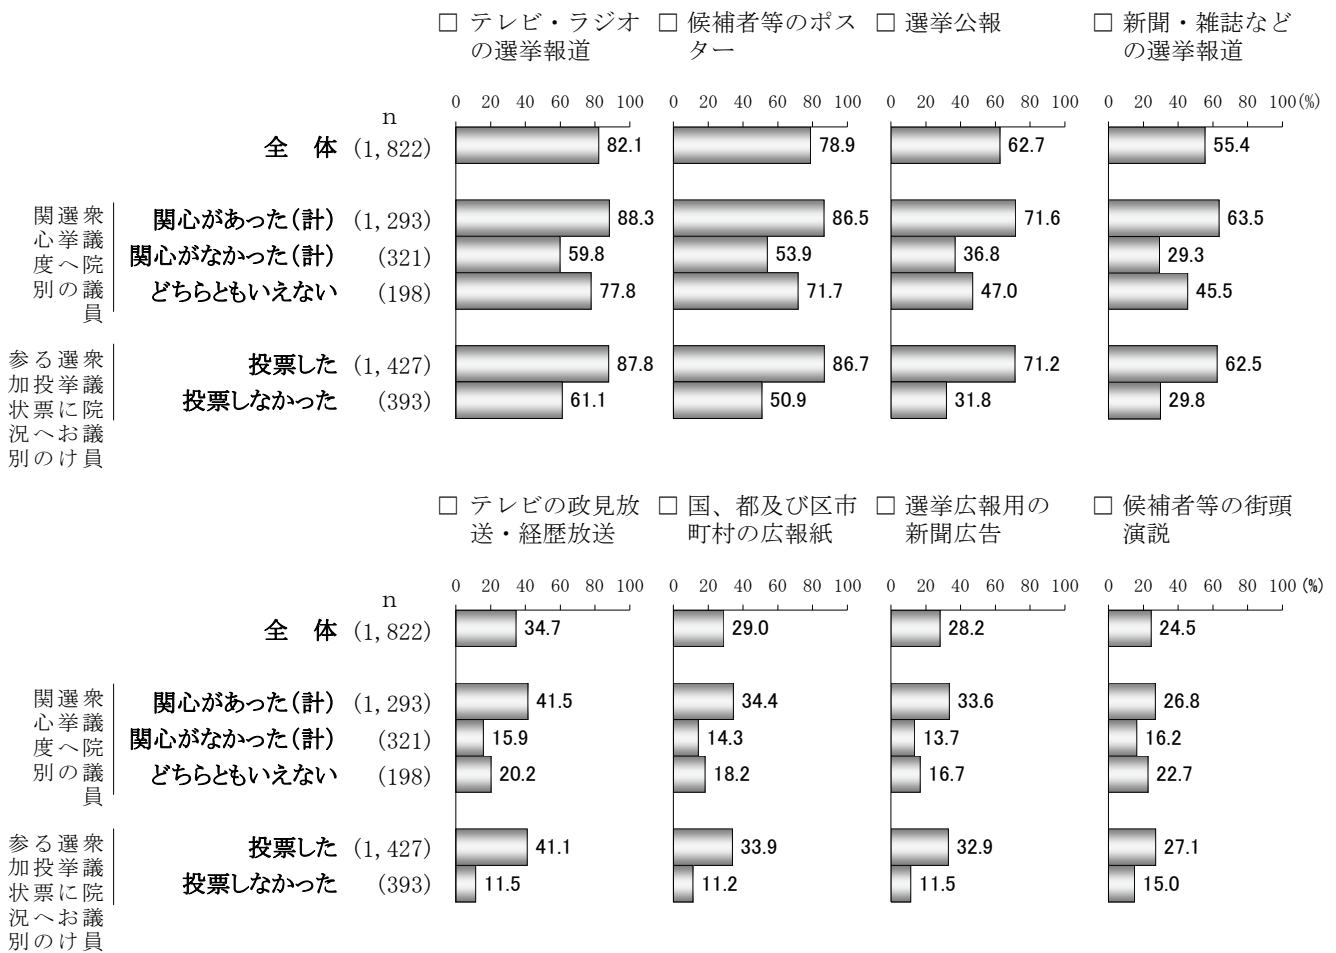 □ テレビ・ラジオ □ 候補者等のポス □ 選挙公報 □ 新聞・雑誌など
の選挙報道 ター の選挙報道
0 20 40 60 80 100 0 20 40 60 80 100 0 20 40 60 80 100 0 20 40 60 80 100(%)
n
全 体 (1,822) 82.1 78.9 62.7 55.4
衆議院議員
選挙への
関心度別
関心があった(計) (1,293) 88.3 86.5 71.6 63.5
関心がなかった(計) (321) 59.8 53.9 36.8 29.3
どちらともいえない (198) 77.8 71.7 47.0 45.5
衆議院議員
選挙におけ
る投票への
参加状況別
投票した (1,427) 87.8 86.7 71.2 62.5
投票しなかった (393) 61.1 50.9 31.8 29.8
□ テレビの政見放 □ 国、都及び区市 □ 選挙広報用の □ 候補者等の街頭
送・経歴放送 町村の広報紙 新聞広告 演説
0 20 40 60 80 100 0 20 40 60 80 100 0 20 40 60 80 100 0 20 40 60 80 100 (%)
n
全 体 (1,822) 34.7 29.0 28.2 24.5
衆議院議員
選挙への
関心度別
関心があった(計) (1,293) 41.5 34.4 33.6 26.8
関心がなかった(計) (321) 15.9 14.3 13.7 16.2
どちらともいえない (198) 20.2 18.2 16.7 22.7
衆議院議員
選挙におけ
る投票への
参加状況別
投票した (1,427) 41.1 33.9 32.9 27.1
投票しなかった (393) 11.5 11.2 11.5 15.0